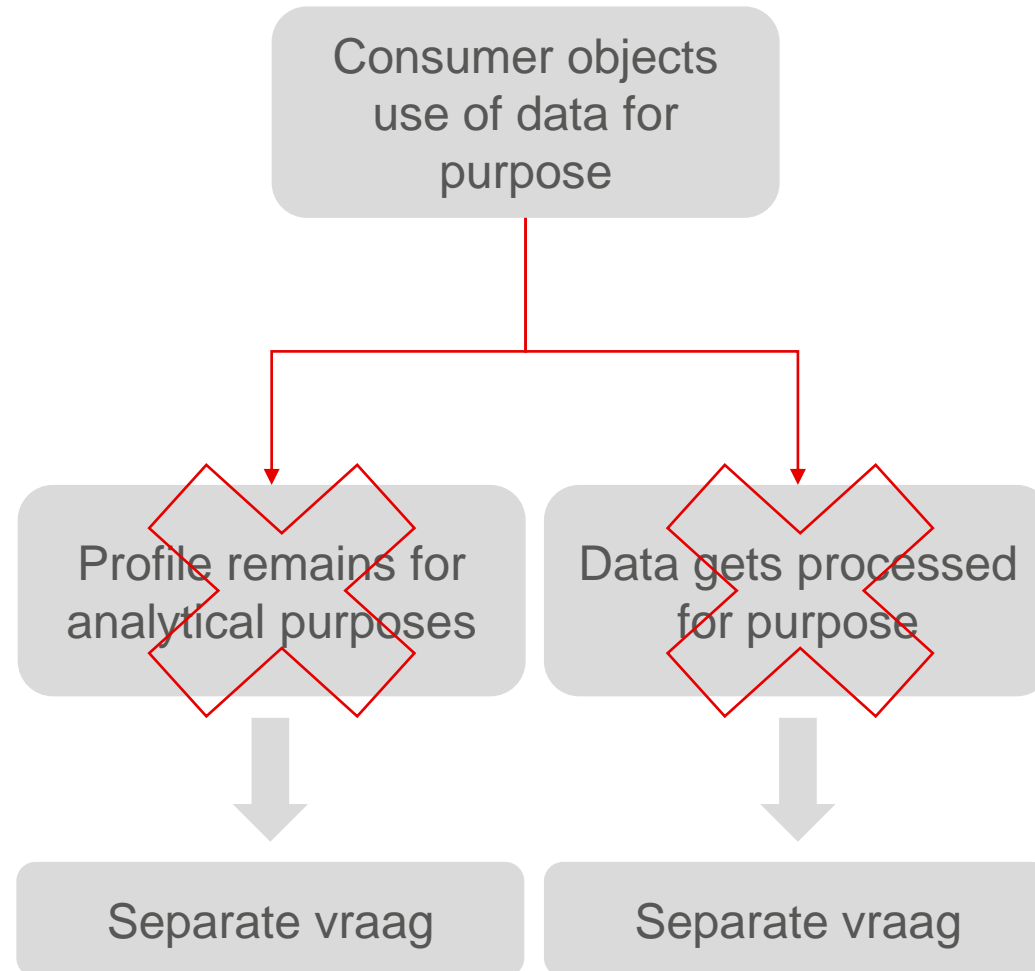 Consumer objects
use of data for
purpose
Profile remains for
analytical purposes
Data gets processed
for purpose
Separate vraag
Separate vraag